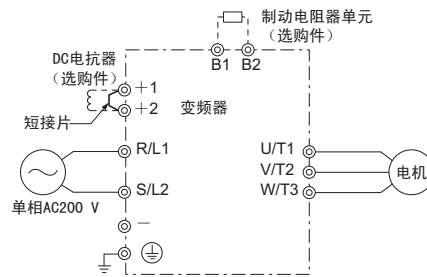 制动电阻器单元
（选购件）
B1 B2
DC电抗器
（选购件）
+1
+2
变频器
短接片
R/L1
S/L2
单相AC200 V
−
U/T1
V/T2
W/T3
电机